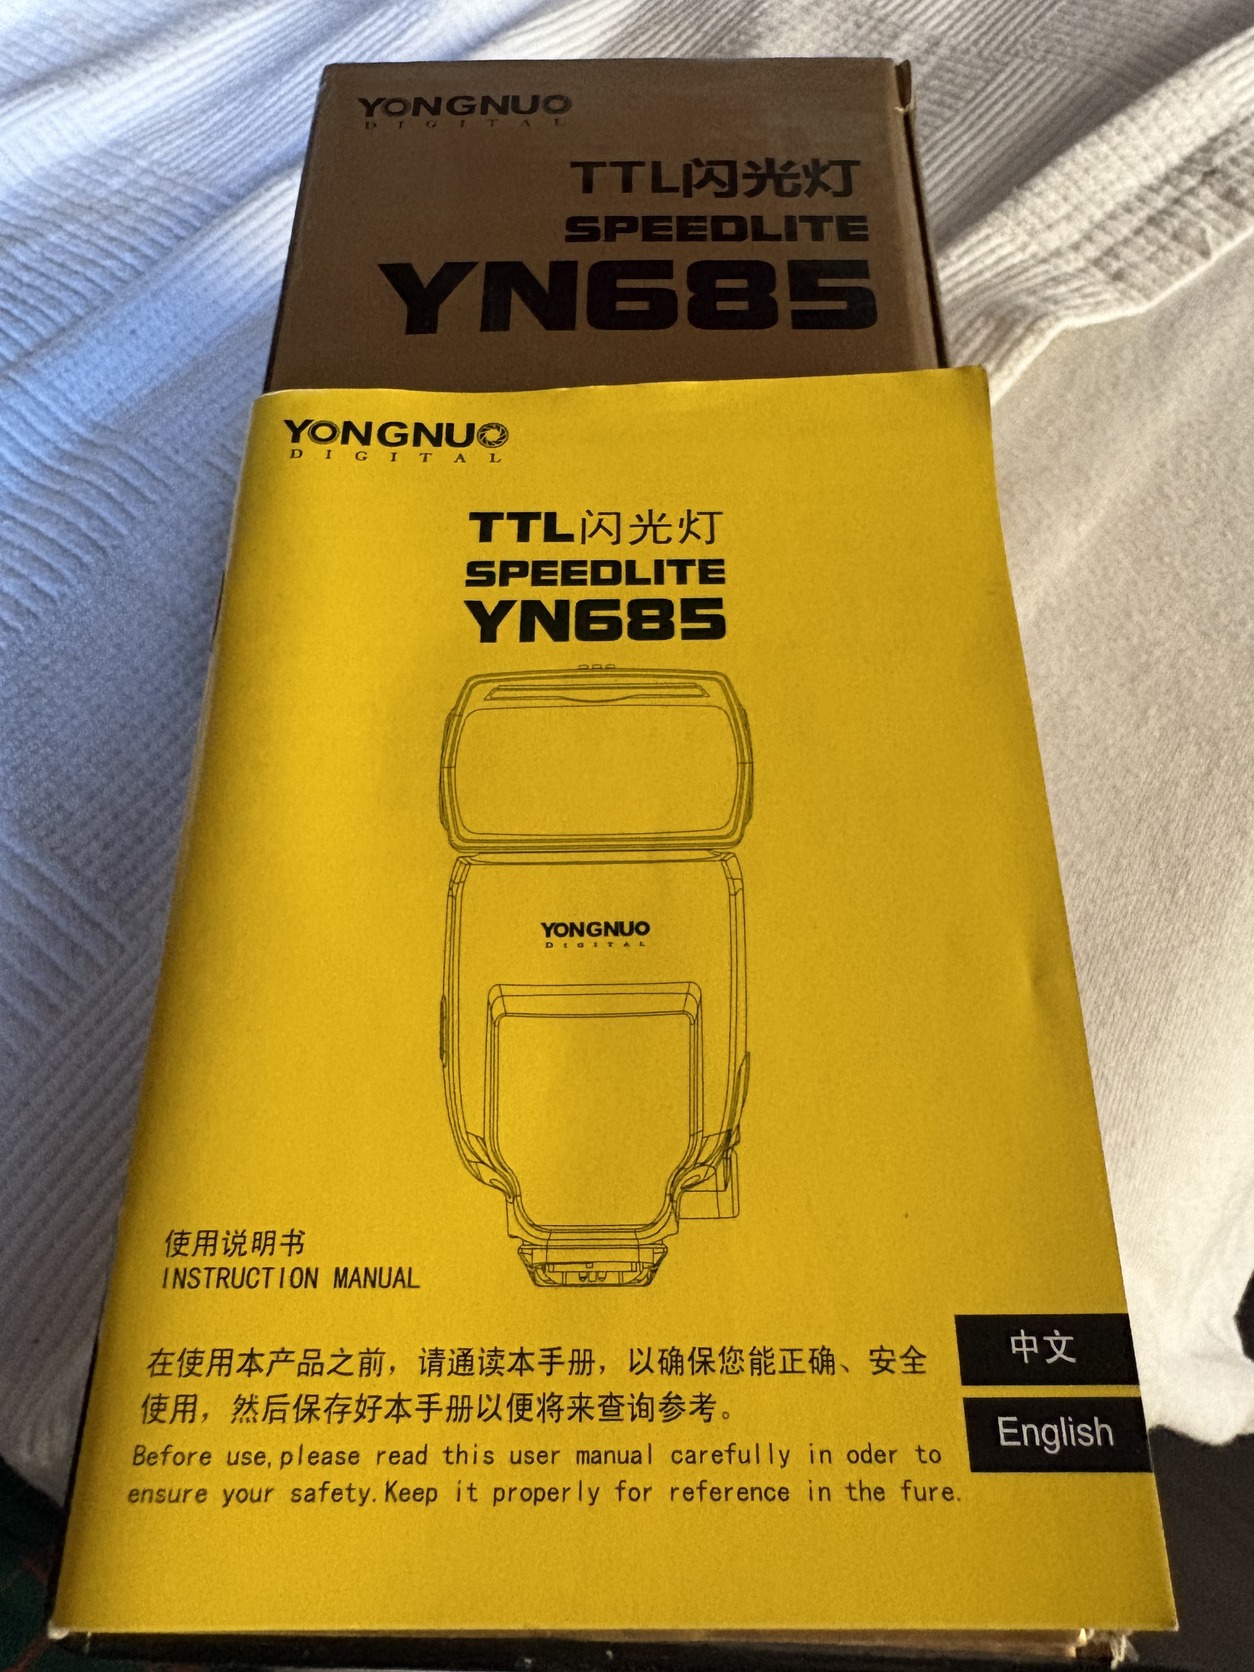 YONGNUO
DIGITAL
TTL闪光灯
SPEEDLITE
YN685
YONGNUO
DIGITAL
TTL闪光灯
SPEEDLITE
YN685
YONGNUO
DIGITAL
使用说明书
INSTRUCTION MANUAL
在使用本产品之前，请通读本手册，以确保您能正确、安全
使用，然后保存好本手册以便将来查询参考。
Before use,please read this user manual carefully in oder to
ensure your safety.Keep it properly for reference in the fure.
中文
English